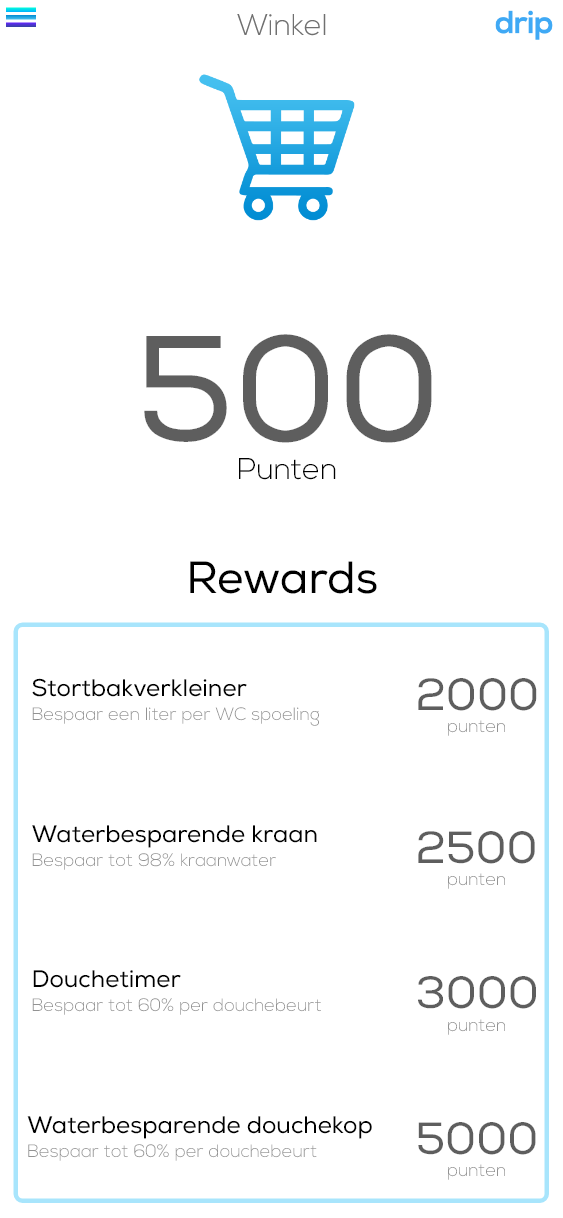 Winkel
drip
500
Punten
Rewards
Stortbakverkleiner
Bespaar een liter per WC spoeling
2000
punten
Waterbesparende kraan
Bespaar tot 98% kraanwater
2500
punten
Douchetimer
Bespaar tot 60% per douchebeurt
3000
punten
Waterbesparende douchekop
Bespaar tot 60% per douchebeurt
5000
punten